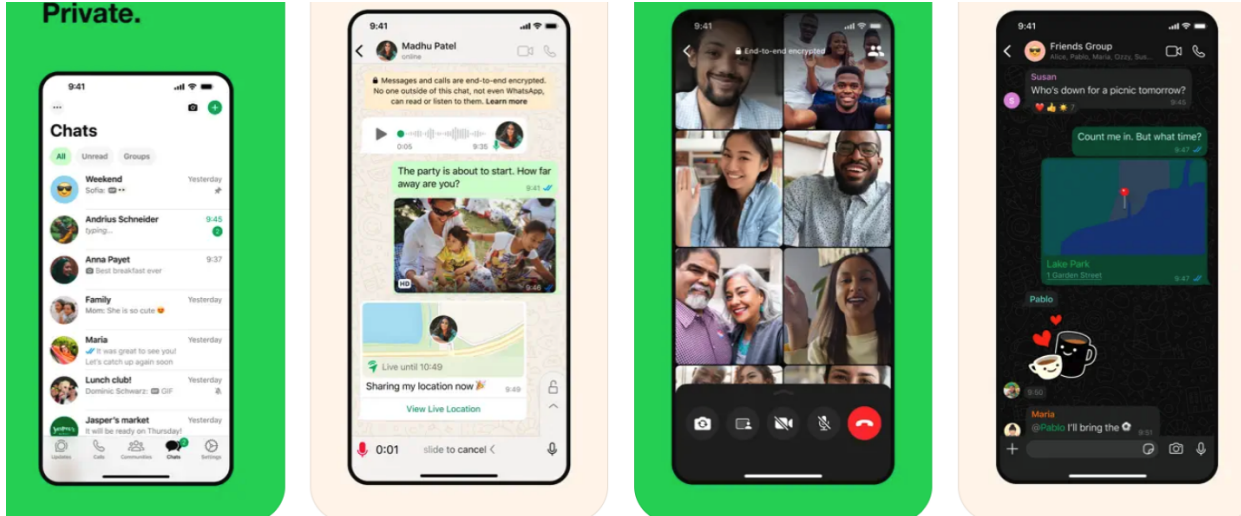 Private.
9:41
Chats
All Unread Groups
Weekend Yesterday
Sofia: GIF
Andrius Schneider 9:45
typing... 2
Anna Payet 9:37
Best breakfast ever
Family Yesterday
Mom: She is so cute 😍
Maria Yesterday
It was great to see you!
Let's catch up again soon
Lunch club! Yesterday
Dominic Schwarz: GIF GIF
Jasper's market Yesterday
It will be ready on Thursday!
2
Updates Calls Communities Chats Settings
9:41
Madhu Patel
online
Messages and calls are end-to-end encrypted.
No one outside of this chat, not even WhatsApp,
can read or listen to them. Learn more
0:05 9:35
The party is about to start. How far
away are you?
9:41
HD 9:46
Live until 10:49
Sharing my location now 🎉 9:49
View Live Location
0:01 slide to cancel <
9:41
End-to-end encrypted
9:41
Friends Group
Alice, Pablo, Maria, Ozzy, Sus...
Susan
S
Who's down for a picnic tomorrow?
9:45
❤️ 👍 ☀️ 7
Count me in. But what time?
9:47
Lake Park
1 Garden Street
9:47
Pablo
9:50
Maria
@Pablo I'll bring the ⚽
9:51